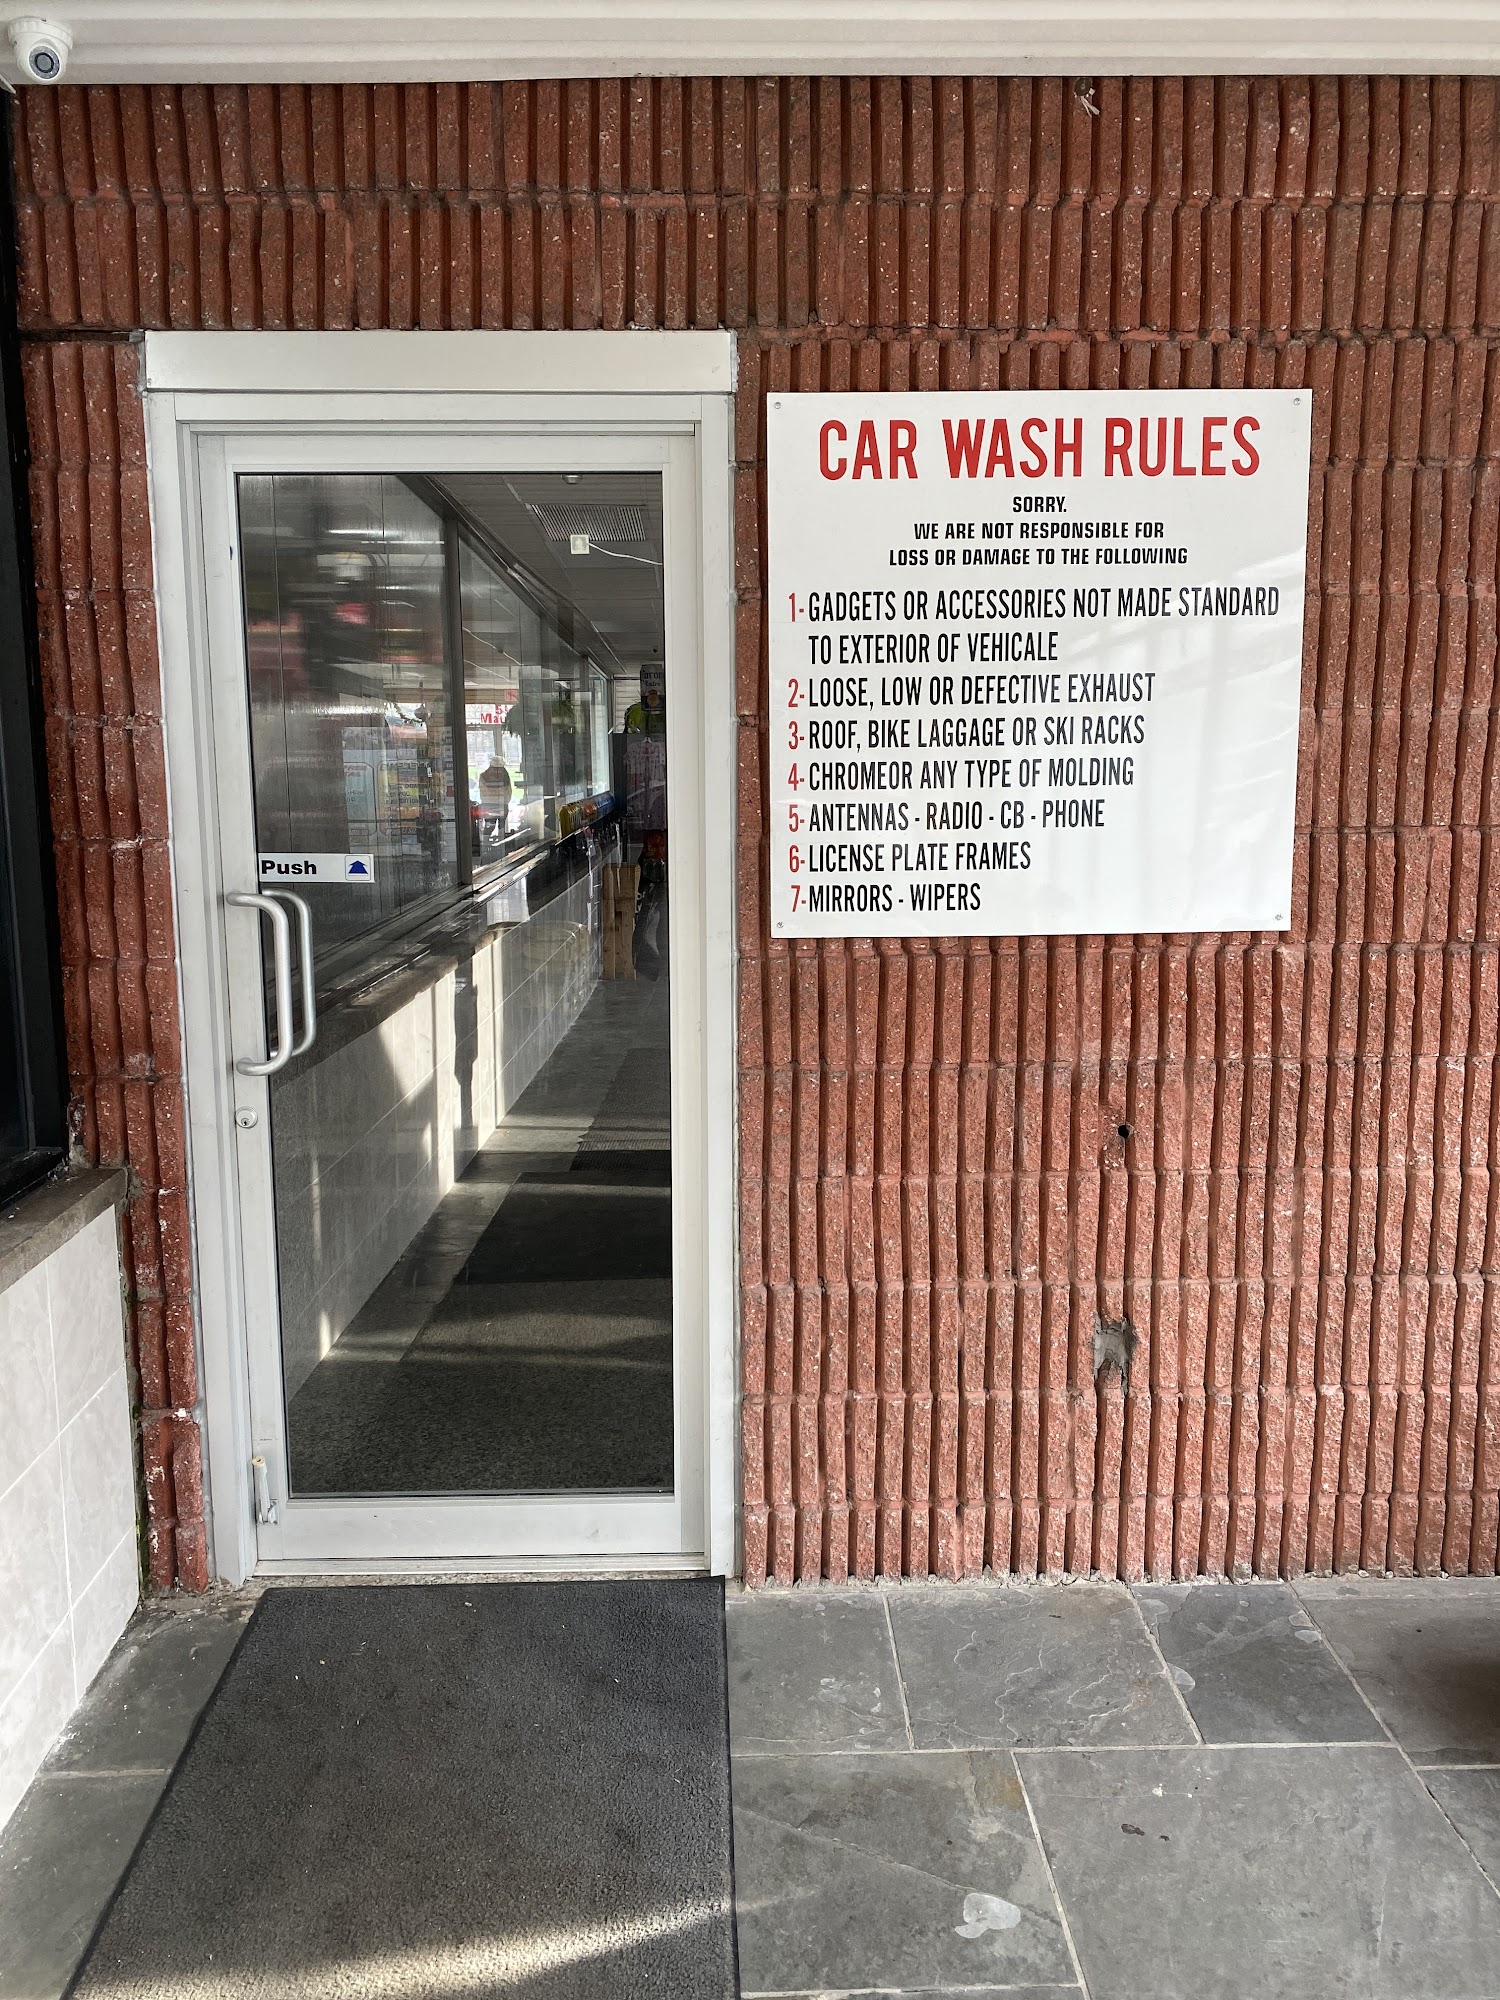 CAR WASH RULES
SORRY.
WE ARE NOT RESPONSIBLE FOR
LOSS OR DAMAGE TO THE FOLLOWING
1- GADGETS OR ACCESSORIES NOT MADE STANDARD
TO EXTERIOR OF VEHICALE
2- LOOSE, LOW OR DEFECTIVE EXHAUST
3- ROOF, BIKE LAGGAGE OR SKI RACKS
4- CHROMEOR ANY TYPE OF MOLDING
5- ANTENNAS - RADIO - CB - PHONE
6- LICENSE PLATE FRAMES
7- MIRRORS - WIPERS
Push